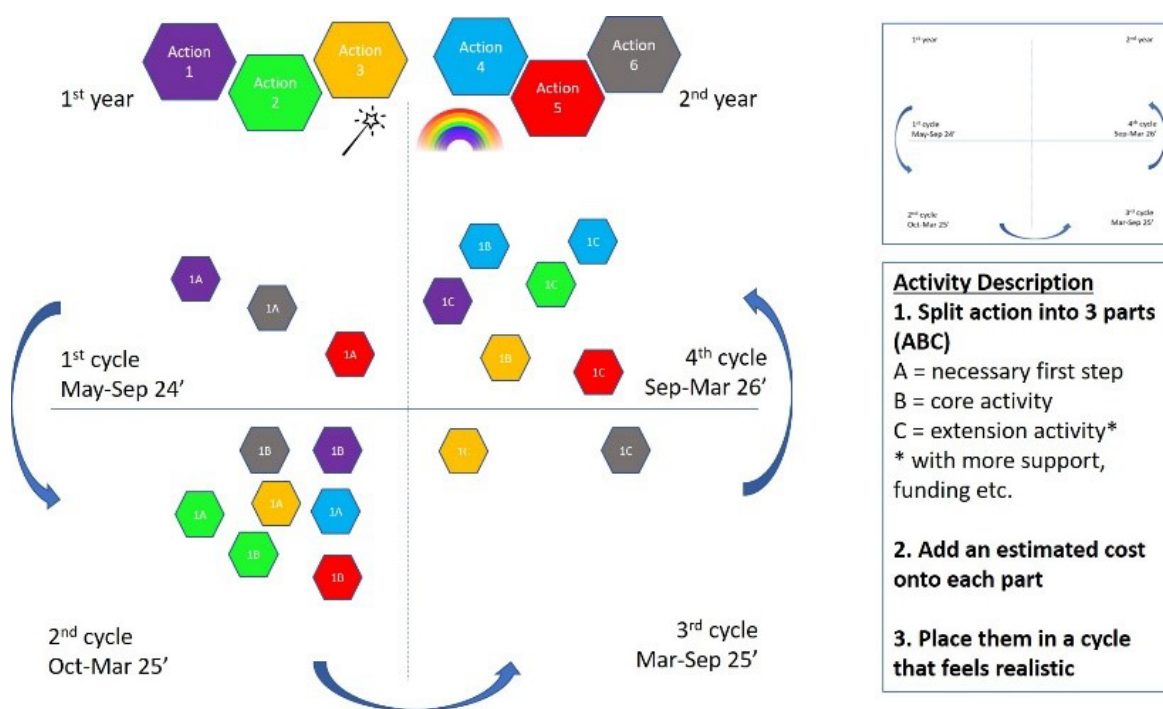 Action
1
Action
2
Action
3
Action
4
Action
5
Action
6
1st year
2nd year
1A
1A
1A
1st cycle
May-Sep 24’
1B
1C
1C
1C
1B
1C
4th cycle
Sep-Mar 26’
1B
1B
1A
1A
1A
1B
1B
2nd cycle
Oct-Mar 25’
1C
1C
3rd cycle
Mar-Sep 25’
1st year
2nd year
1st cycle
May-Sep 24’
4th cycle
Sep-Mar 26’
2nd cycle
Oct-Mar 25’
3rd cycle
Mar-Sep 25’
Activity Description
1. Split action into 3 parts
(ABC)
A = necessary first step
B = core activity
C = extension activity*
* with more support,
funding etc.
2. Add an estimated cost
onto each part
3. Place them in a cycle
that feels realistic